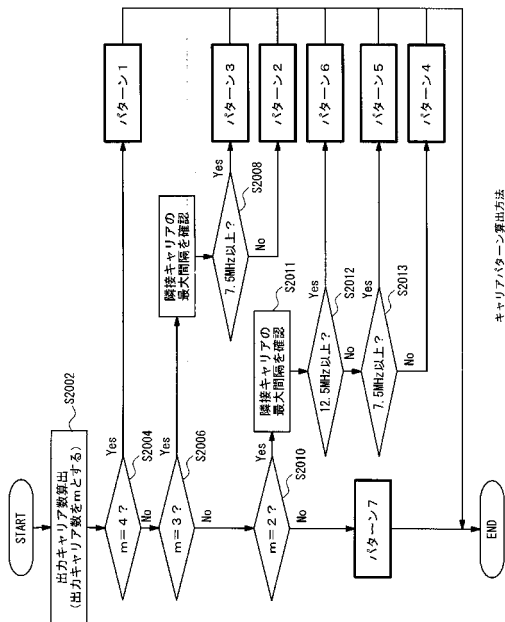 START
出力キャリア数算出
(出力キャリア数をmとする)
S2002
m=4?
S2004
Yes
No
パターン1
m=3?
S2006
Yes
No
隣接キャリアの
最大間隔を確認
7.5MHz以上?
S2008
Yes
No
パターン3
パターン2
m=2?
S2010
Yes
No
隣接キャリアの
最大間隔を確認
S2011
12.5MHz以上?
S2012
Yes
No
パターン6
7.5MHz以上?
S2013
Yes
No
パターン5
パターン4
パターン7
END
キャリアパターン算出方法